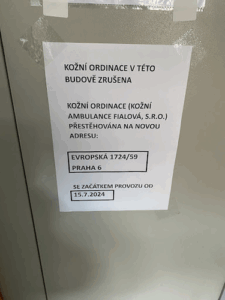 KOŽNÍ ORDINACE V TÉTO
BUDOVĚ ZRUŠENA
KOŽNÍ ORDINACE (KOŽNÍ
AMBULANCE FIALOVÁ, S.R.O.)
PŘESTĚHOVÁNA NA NOVOU
ADRESU:
EVROPSKÁ 1724/59
PRAHA 6
SE ZAČÁTKEM PROVOZU OD
15.7.2024